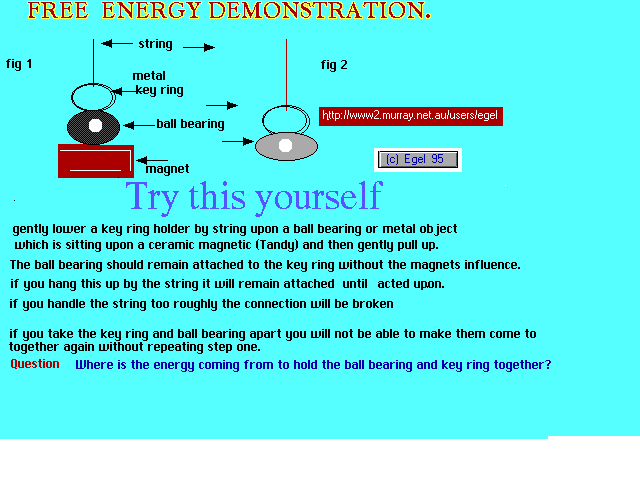 FREE ENERGY DEMONSTRATION.
string
fig 1
fig 2
metal
key ring
http://www2.murray.net.au/users/egel
ball bearing
(c) Egel 95
magnet
Try this yourself
gently lower a key ring holder by string upon a ball bearing or metal object
which is sitting upon a ceramic magnetic (Tandy) and then gently pull up.
The ball bearing should remain attached to the key ring without the magnets influence.
if you hang this up by the string it will remain attached until acted upon.
if you handle the string too roughly the connection will be broken
if you take the key ring and ball bearing apart you will not be able to make them come to
together again without repeating step one.
Question Where is the energy coming from to hold the ball bearing and key ring together?